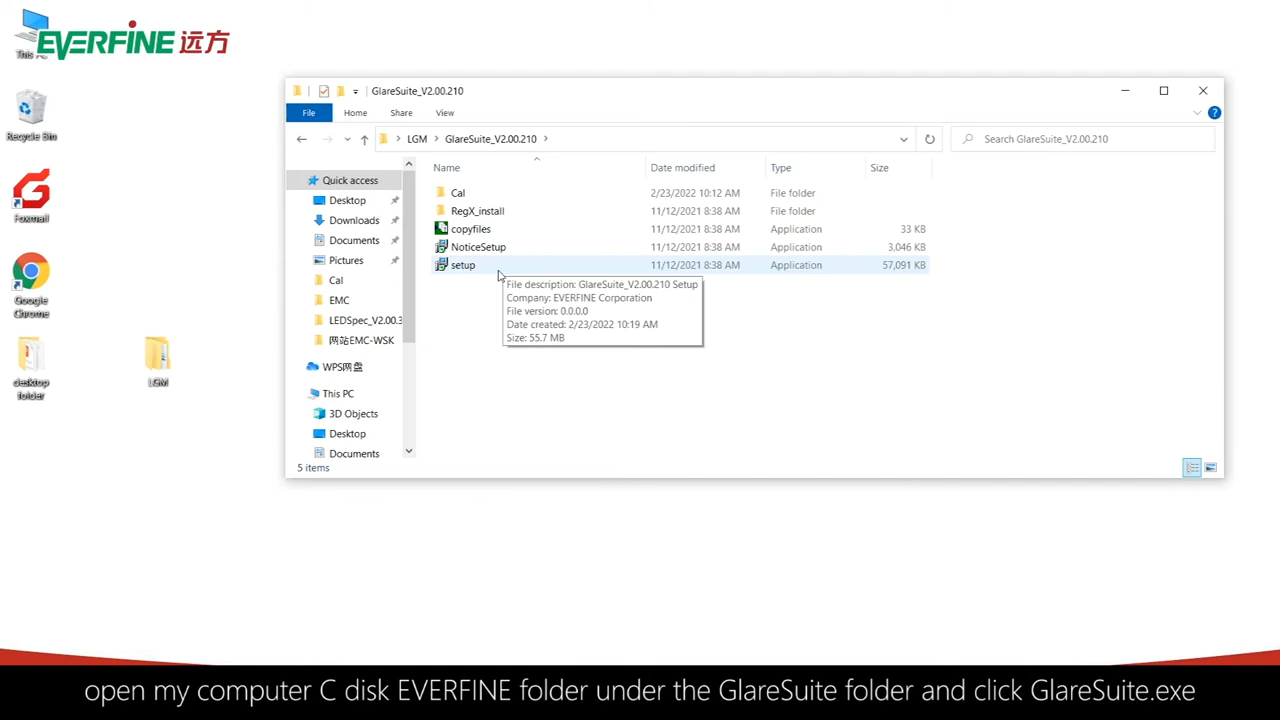 This PC
EVERFINE 远方
Recycle Bin
Foxmail
Google
Chrome
desktop
folder
LGM
GlareSuite_V2.00.210
File
Home
Share
View
LGM
GlareSuite_V2.00.210
Search GlareSuite_V2.00.210
Name
Date modified
Type
Size
Quick access
Desktop
Downloads
Documents
Pictures
Cal
EMC
LEDSpec_V2.00.3
网站EMC-WSK
WPS网盘
This PC
3D Objects
Desktop
Documents
Cal 2/23/2022 10:12 AM File folder
RegX_install 11/12/2021 8:38 AM File folder
copyfiles 11/12/2021 8:38 AM Application 33 KB
NoticeSetup 11/12/2021 8:38 AM Application 3,046 KB
setup 11/12/2021 8:38 AM Application 57,091 KB
File description: GlareSuite_V2.00.210 Setup
Company: EVERFINE Corporation
File version: 0.0.0.0
Date created: 2/23/2022 10:19 AM
Size: 55.7 MB
5 items
open my computer C disk EVERFINE folder under the GlareSuite folder and click GlareSuite.exe